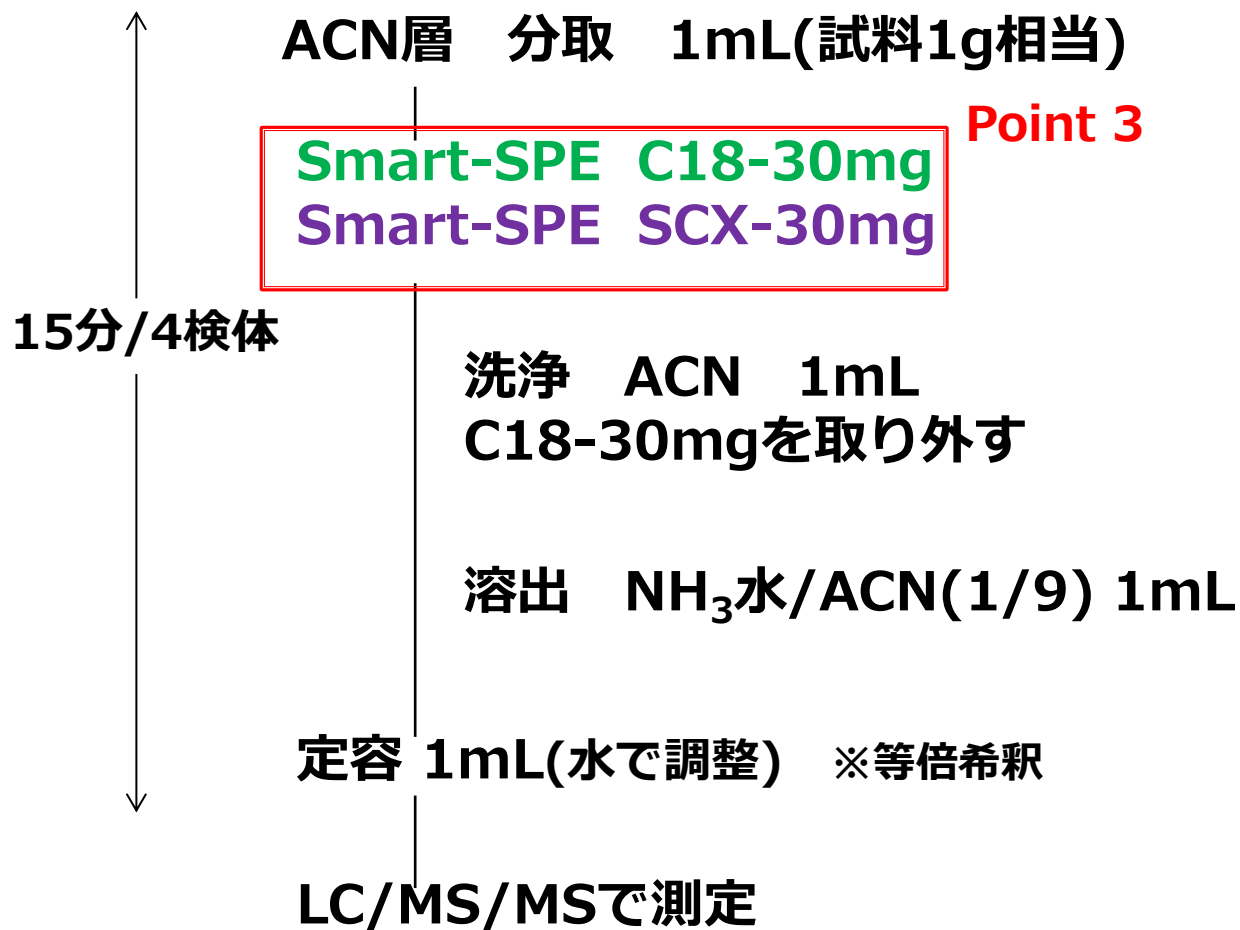 ACN層　分取　1mL(試料1g相当)
Point 3
Smart-SPE C18-30mg
Smart-SPE SCX-30mg
15分/4検体
洗浄　ACN　1mL
C18-30mgを取り外す
溶出　NH₃水/ACN(1/9) 1mL
定容 1mL(水で調整)　※等倍希釈
LC/MS/MSで測定